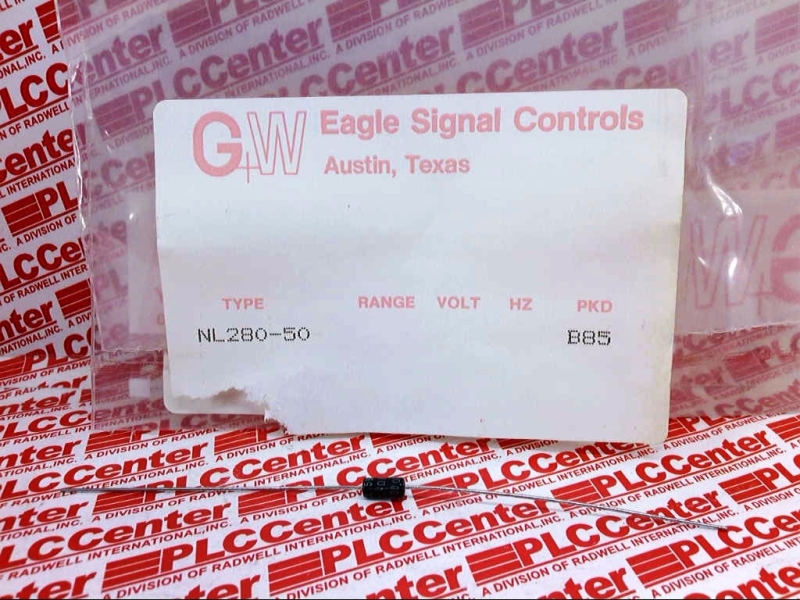 G+W Eagle Signal Controls
Austin, Texas
TYPE RANGE VOLT HZ PKD
NL280-50 B85
PLCCenter
A DIVISION OF RADWELL INTERNATIONAL, INC.